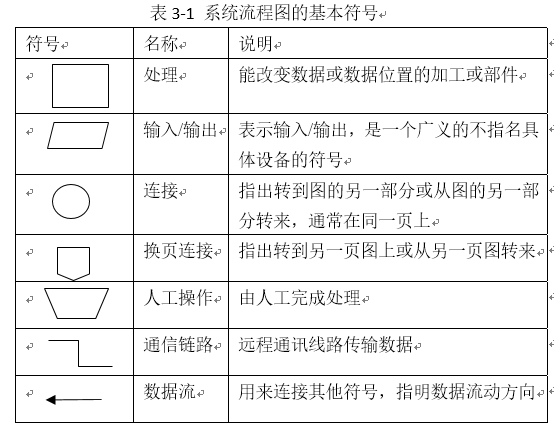 表 3-1 系统流程图的基本符号
符号 名称 说明
处理 能改变数据或数据位置的加工或部件
输入/输出 表示输入/输出，是一个广义的不指名具
体设备的符号
连接 指出转到图的另一部分或从图的另一部
分转来，通常在同一页上
换页连接 指出转到另一页图上或从另一页图转来
人工操作 由人工完成处理
通信链路 远程通讯线路传输数据
数据流 用来连接其他符号，指明数据流动方向